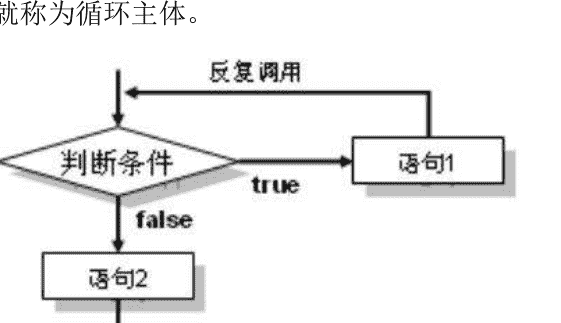 就称为循环主体。
反复调用
判断条件
语句1
true
false
语句2